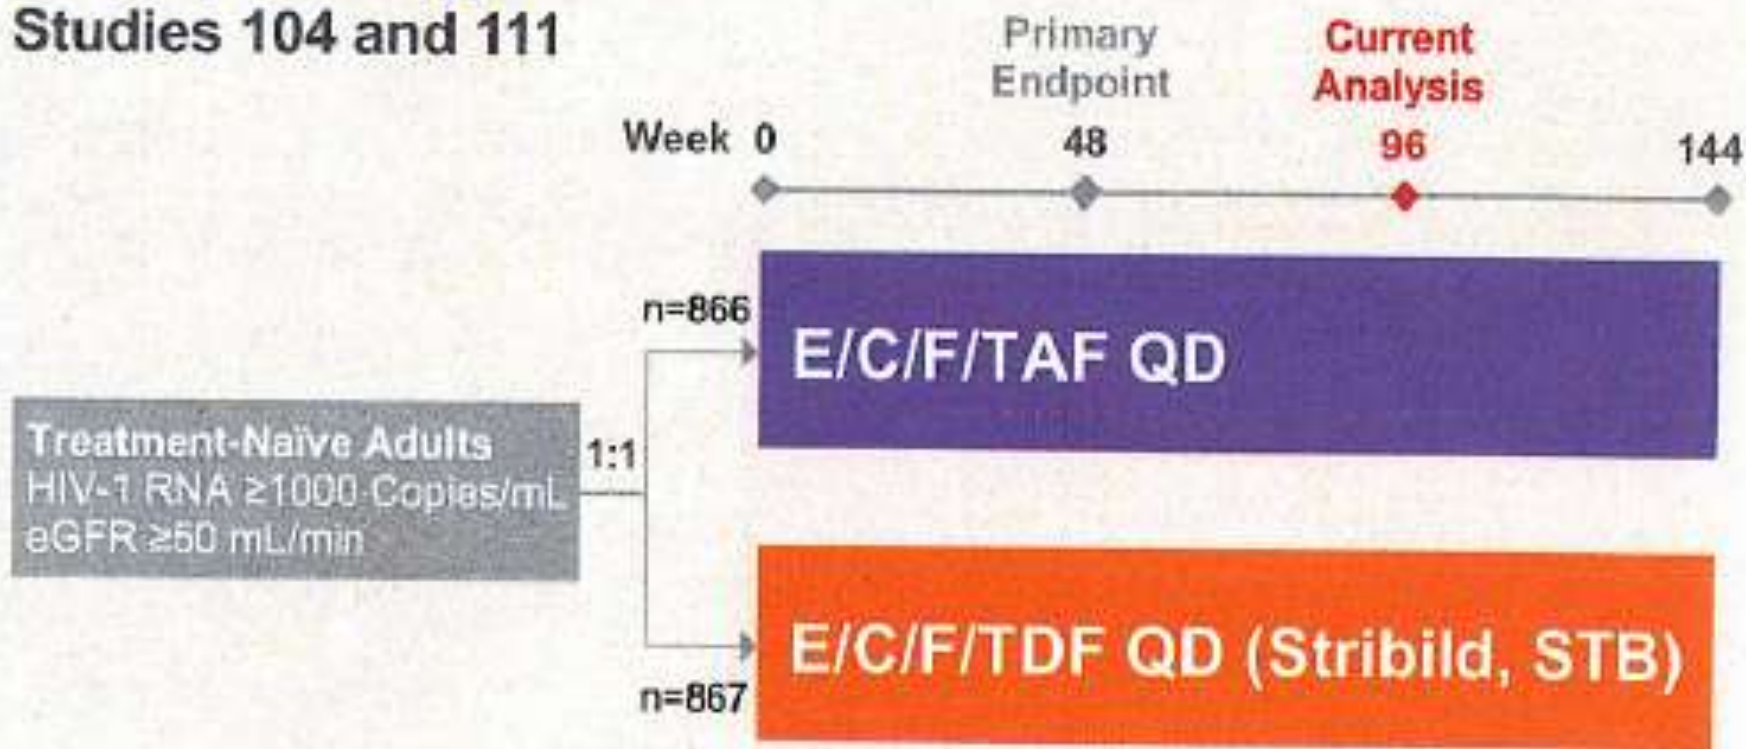 Studies 104 and 111
Primary
Endpoint
Current
Analysis
Week 0
48
96
144
n=866
E/C/F/TAF QD
Treatment-Naïve Adults
HIV-1 RNA ≥1000 Copies/mL
eGFR ≥50 mL/min
1:1
E/C/F/TDF QD (Stribild, STB)
n=867